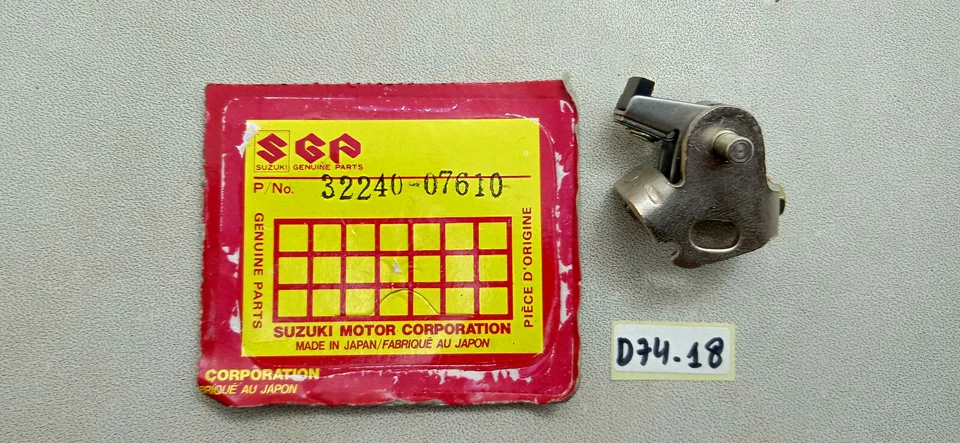 SGP
SUZUKI GENUINE PARTS
P/No. 32240-07610
GENUINE PARTS
PIÈCE D'ORIGINE
SUZUKI MOTOR CORPORATION
MADE IN JAPAN/FABRIQUÉ AU JAPON
CORPORATION
RIQUÉ AU JAPON
D74.18